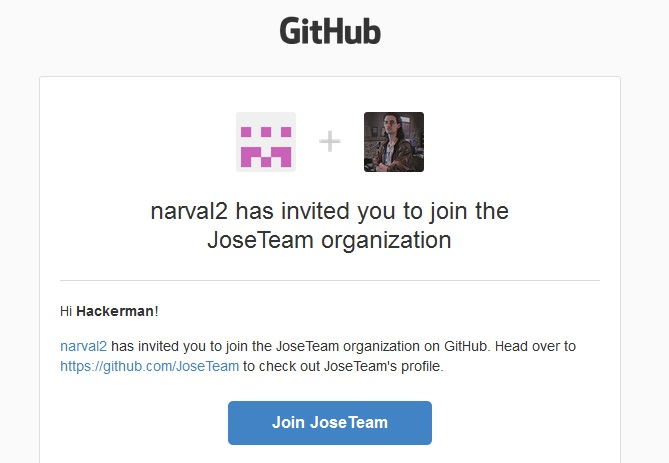 GitHub
narval2 has invited you to join the
JoseTeam organization
Hi Hackerman!
narval2 has invited you to join the JoseTeam organization on GitHub. Head over to
https://github.com/JoseTeam to check out JoseTeam's profile.
Join JoseTeam